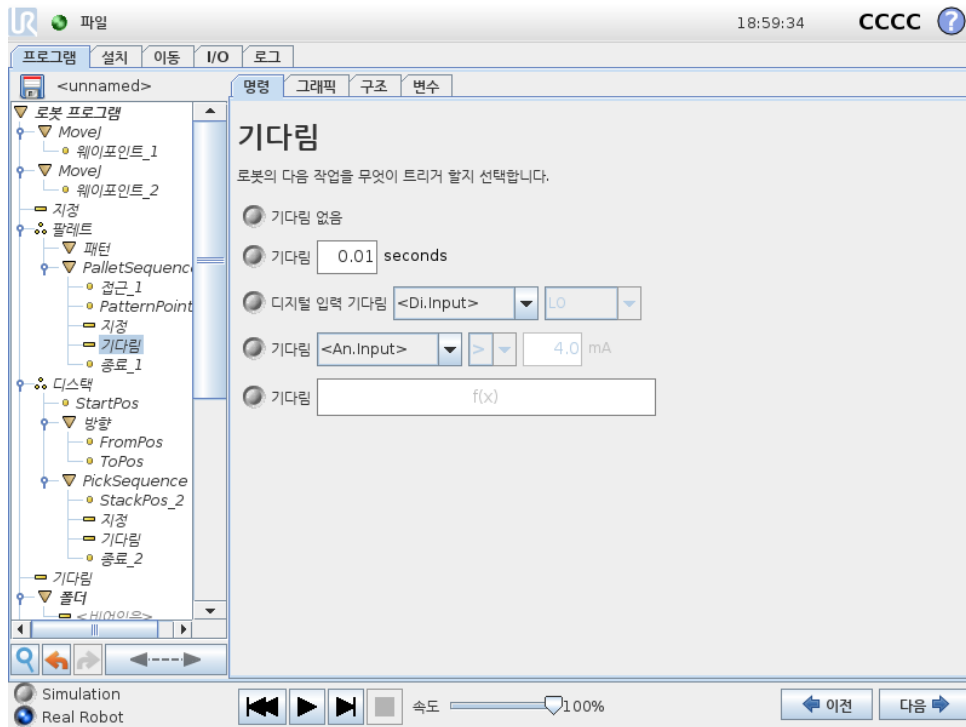 UR 파일 18:59:34 CCCC ?
프로그램 설치 이동 I/O 로그
<unnamed>
명령 그래픽 구조 변수
로봇 프로그램
MoveJ
웨이포인트_1
MoveJ
웨이포인트_2
지정
팔레트
패턴
PalletSequenc
접근_1
PatternPoint
지정
기다림
종료_1
디스택
StartPos
방향
FromPos
ToPos
PickSequence
StackPos_2
지정
기다림
종료_2
기다림
폴더
<비어있음>
기다림
로봇의 다음 작업을 무엇이 트리거 할지 선택합니다.
기다림 없음
기다림 0.01 seconds
디지털 입력 기다림 <Di.Input> LO
기다림 <An.Input> > 4.0 mA
기다림 f(x)
Simulation
Real Robot
속도 100%
이전 다음